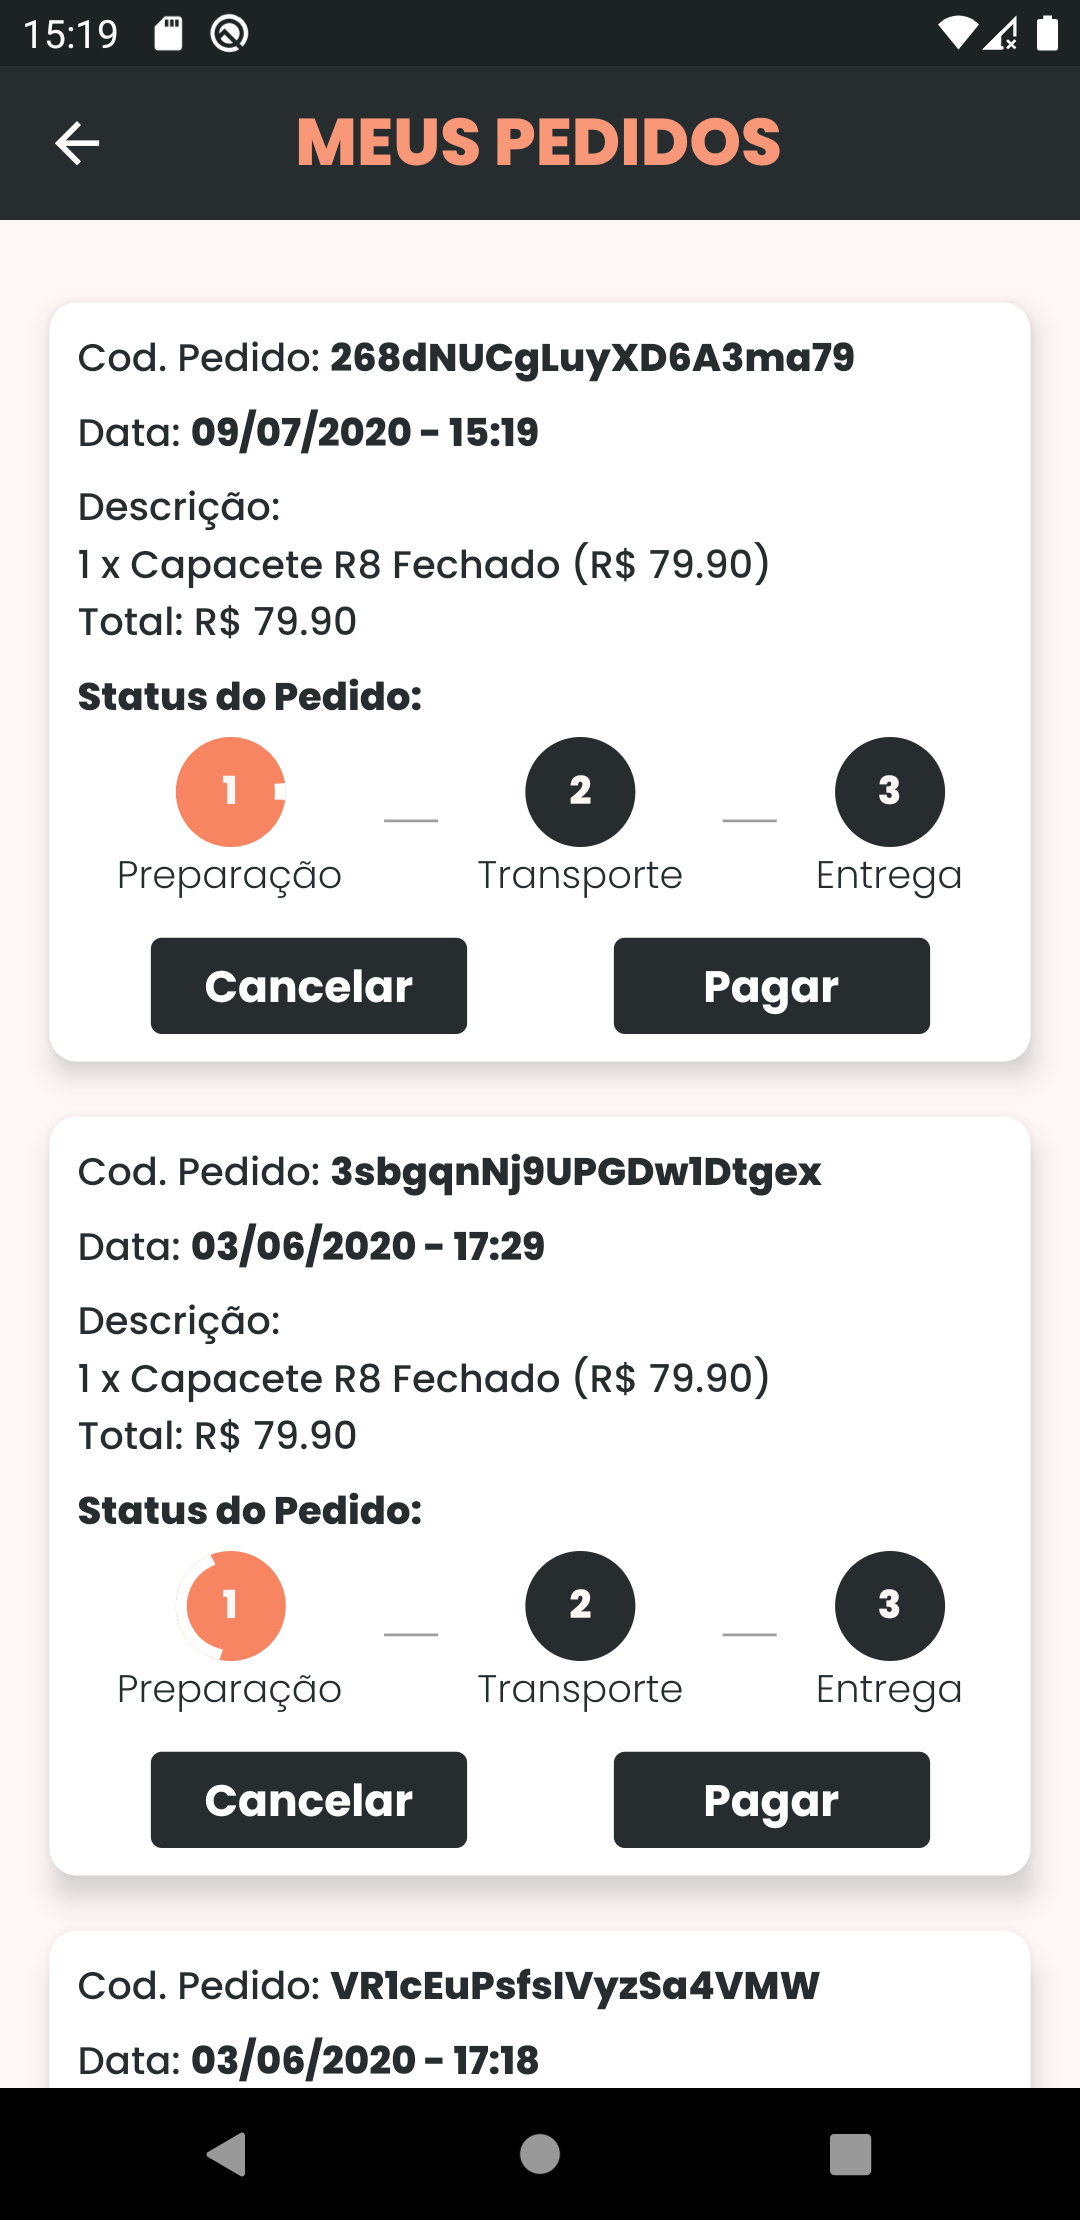 15:19
MEUS PEDIDOS
Cod. Pedido: 268dNUCgLuyXD6A3ma79
Data: 09/07/2020 - 15:19
Descrição:
1 x Capacete R8 Fechado (R$ 79.90)
Total: R$ 79.90
Status do Pedido:
1 2 3
Preparação Transporte Entrega
Cancelar Pagar
Cod. Pedido: 3sbgqnNj9UPGDw1Dtgex
Data: 03/06/2020 - 17:29
Descrição:
1 x Capacete R8 Fechado (R$ 79.90)
Total: R$ 79.90
Status do Pedido:
1 2 3
Preparação Transporte Entrega
Cancelar Pagar
Cod. Pedido: VR1cEuPsfsIVyzSa4VMW
Data: 03/06/2020 - 17:18